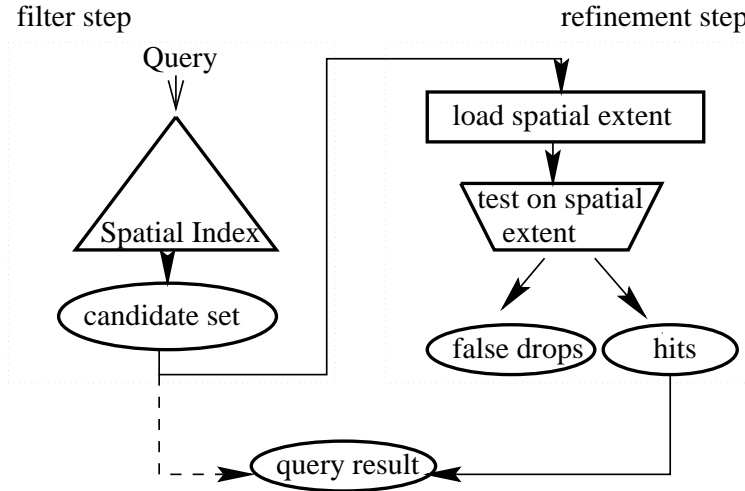 filter step
refinement step
Query
Spatial Index
candidate set
load spatial extent
test on spatial
extent
false drops
hits
query result